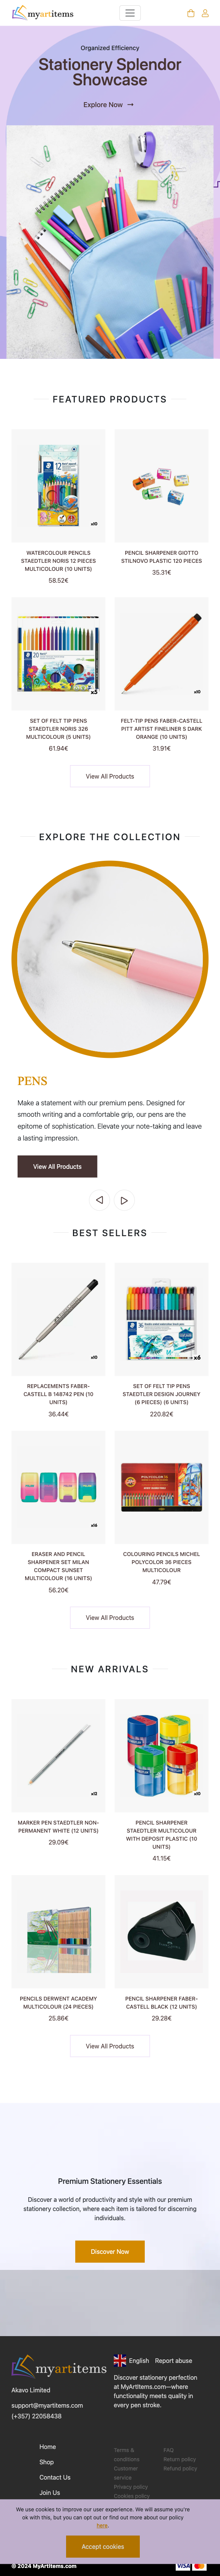 myartitems
Organized Efficiency
Stationery Splendor
Showcase
Explore Now →
FEATURED PRODUCTS
x10
WATERCOLOUR PENCILS
STAEDTLER NORIS 12 PIECES
MULTICOLOUR (10 UNITS)
58.52€
PENCIL SHARPENER GIOTTO
STILNOVO PLASTIC 120 PIECES
35.31€
x5
SET OF FELT TIP PENS
STAEDTLER NORIS 326
MULTICOLOUR (5 UNITS)
61.94€
x10
FELT-TIP PENS FABER-CASTELL
PITT ARTIST FINELINER S DARK
ORANGE (10 UNITS)
31.91€
View All Products
EXPLORE THE COLLECTION
PENS
Make a statement with our premium pens. Designed for
smooth writing and a comfortable grip, our pens are the
epitome of sophistication. Elevate your note-taking and leave
a lasting impression.
View All Products
BEST SELLERS
x10
REPLACEMENTS FABER-
CASTELL B 148742 PEN (10
UNITS)
36.44€
x6
SET OF FELT TIP PENS
STAEDTLER DESIGN JOURNEY
(6 PIECES) (6 UNITS)
220.82€
x16
ERASER AND PENCIL
SHARPENER SET MILAN
COMPACT SUNSET
MULTICOLOUR (16 UNITS)
56.20€
COLOURING PENCILS MICHEL
POLYCOLOR 36 PIECES
MULTICOLOUR
47.79€
View All Products
NEW ARRIVALS
x12
MARKER PEN STAEDTLER NON-
PERMANENT WHITE (12 UNITS)
29.09€
x10
PENCIL SHARPENER
STAEDTLER MULTICOLOUR
WITH DEPOSIT PLASTIC (10
UNITS)
41.15€
PENCILS DERWENT ACADEMY
MULTICOLOUR (24 PIECES)
25.86€
PENCIL SHARPENER FABER-
CASTELL BLACK (12 UNITS)
29.28€
View All Products
Premium Stationery Essentials
Discover a world of productivity and style with our premium
stationery collection, where each item is tailored for discerning
individuals.
Discover Now
myartitems
Akavo Limited
support@myartitems.com
(+357) 22058438
English Report abuse
Discover stationery perfection
at MyArtItems.com—where
functionality meets quality in
every pen stroke.
Home
Shop
Contact Us
Join Us
Terms &
conditions
Customer
service
Privacy policy
Cookies policy
FAQ
Return policy
Refund policy
We use cookies to improve our user experience. We will assume you're
ok with this, but you can opt out or find out more about our policy
here.
Accept cookies
© 2024 MyArtItems.com
VISA